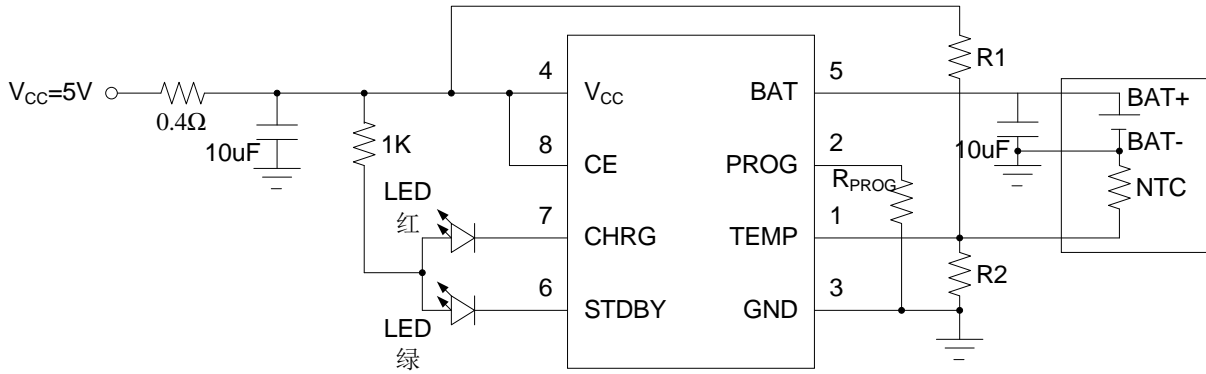 V_CC=5V
0.4Ω
10uF
1K
LED
红
LED
绿
4
8
7
6
V_CC
CE
CHRG
STDBY
BAT
PROG
TEMP
GND
5
2
1
3
R_PROG
R1
R2
10uF
BAT+
BAT-
NTC